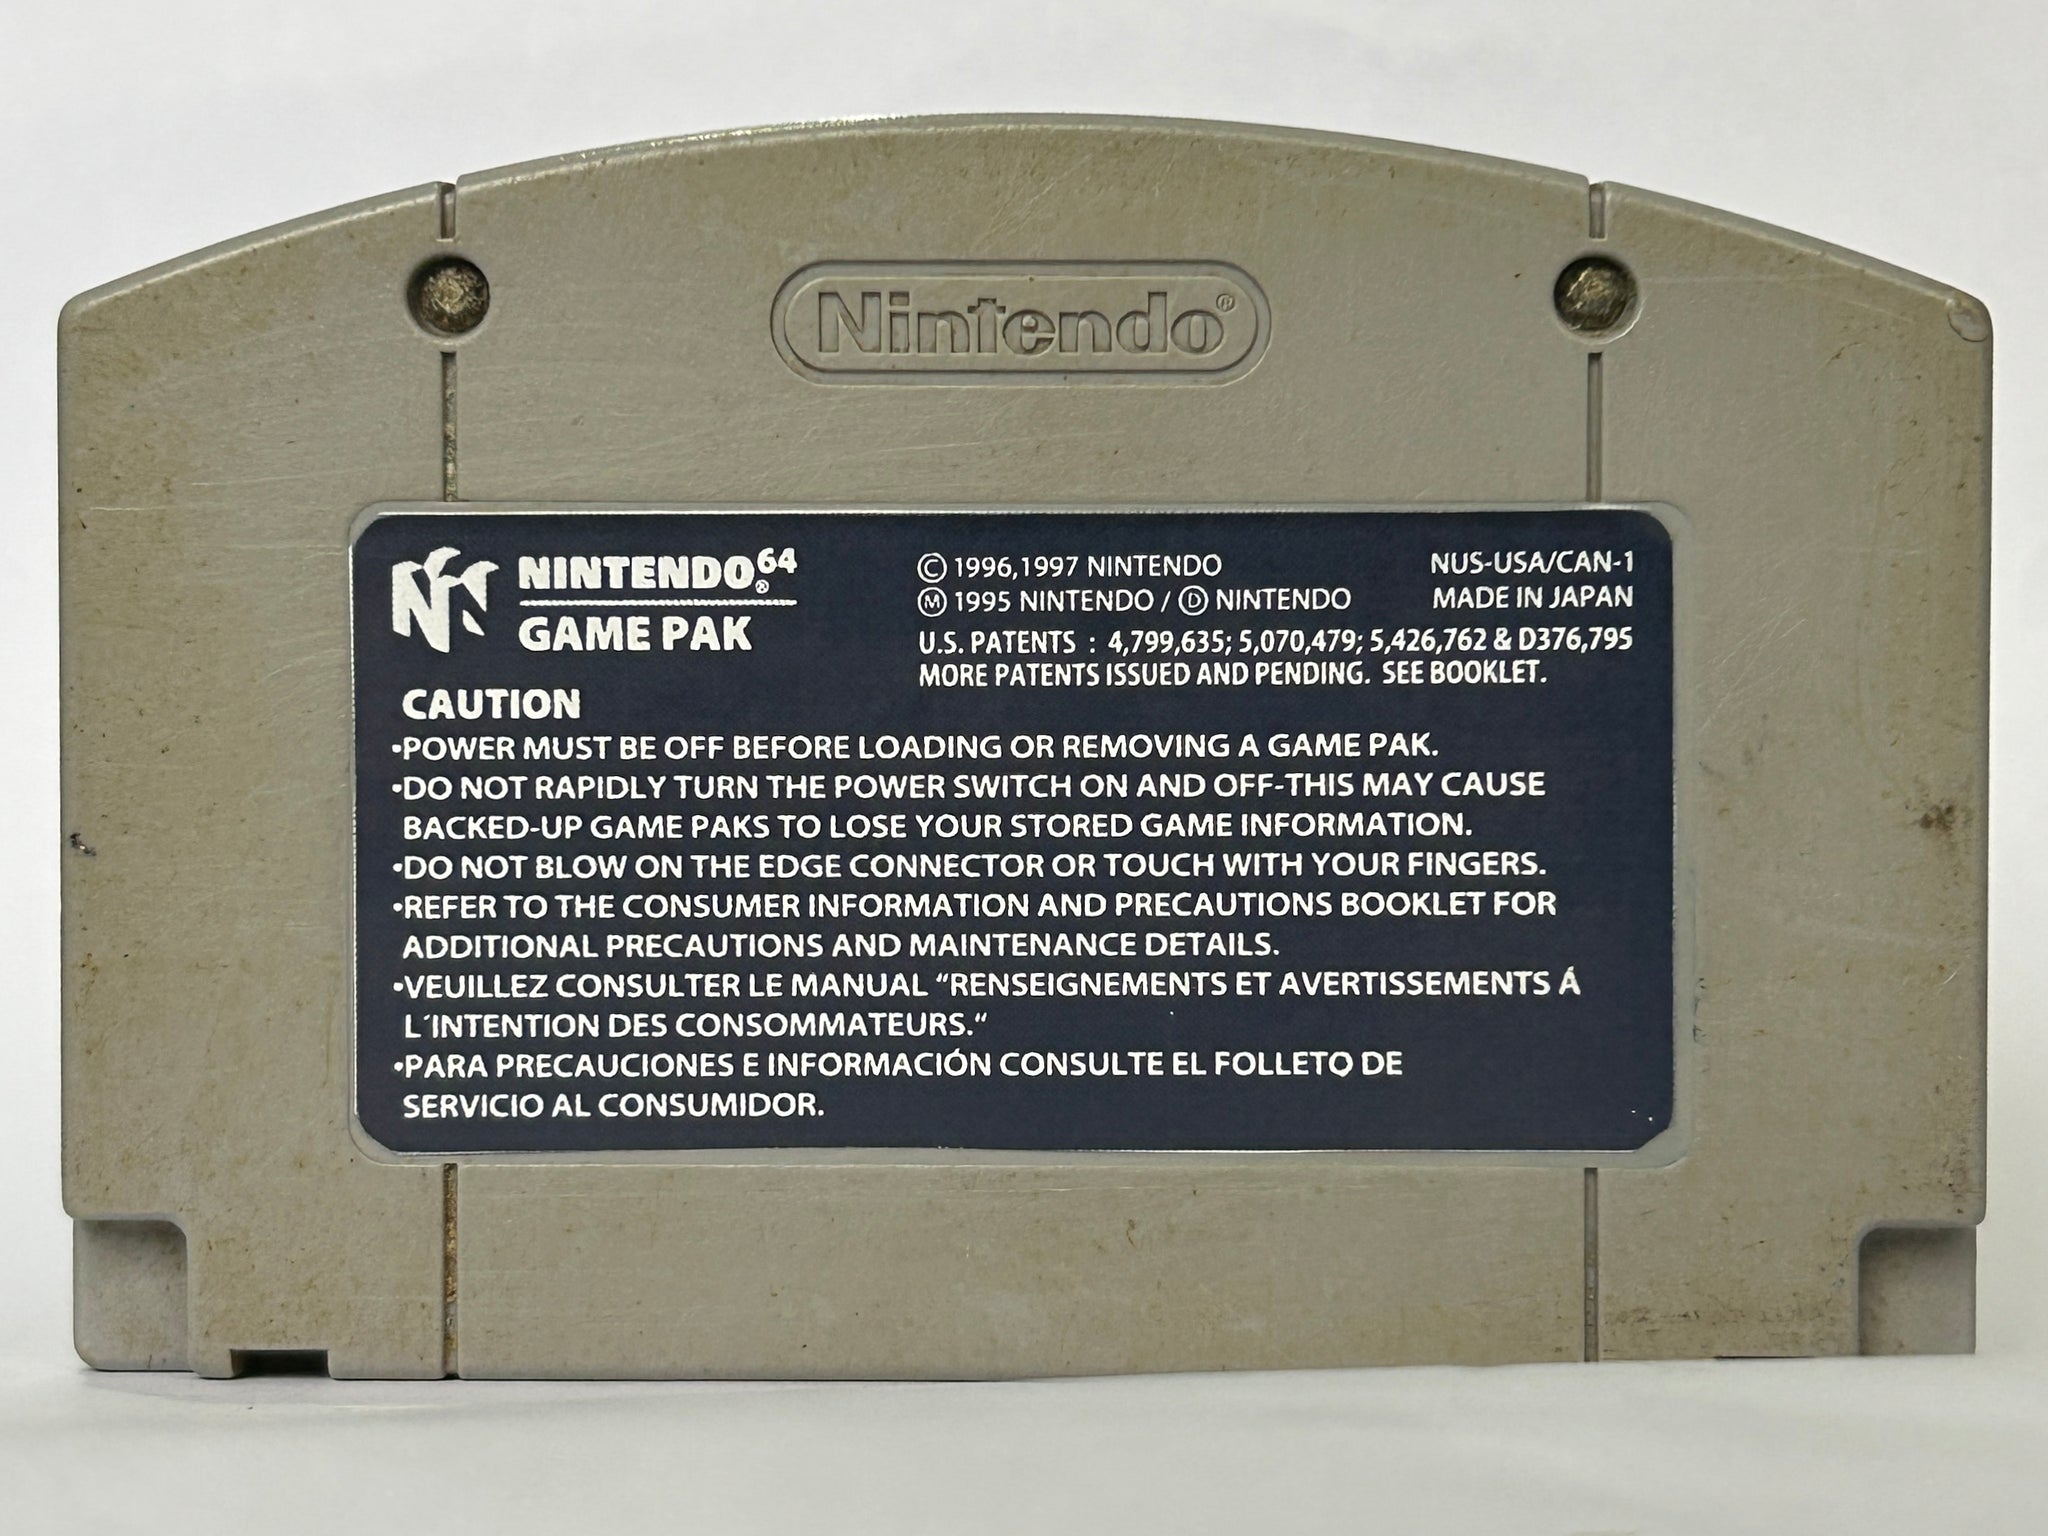 Nintendo®
NINTENDO⁶⁴®
GAME PAK
Ⓒ 1996,1997 NINTENDO
Ⓜ 1995 NINTENDO / Ⓓ NINTENDO
NUS-USA/CAN-1
MADE IN JAPAN
U.S. PATENTS : 4,799,635; 5,070,479; 5,426,762 & D376,795
MORE PATENTS ISSUED AND PENDING. SEE BOOKLET.
CAUTION
•POWER MUST BE OFF BEFORE LOADING OR REMOVING A GAME PAK.
•DO NOT RAPIDLY TURN THE POWER SWITCH ON AND OFF-THIS MAY CAUSE
BACKED-UP GAME PAKS TO LOSE YOUR STORED GAME INFORMATION.
•DO NOT BLOW ON THE EDGE CONNECTOR OR TOUCH WITH YOUR FINGERS.
•REFER TO THE CONSUMER INFORMATION AND PRECAUTIONS BOOKLET FOR
ADDITIONAL PRECAUTIONS AND MAINTENANCE DETAILS.
•VEUILLEZ CONSULTER LE MANUAL “RENSEIGNEMENTS ET AVERTISSEMENTS Á
L´INTENTION DES CONSOMMATEURS.“
•PARA PRECAUCIONES E INFORMACIÓN CONSULTE EL FOLLETO DE
SERVICIO AL CONSUMIDOR.